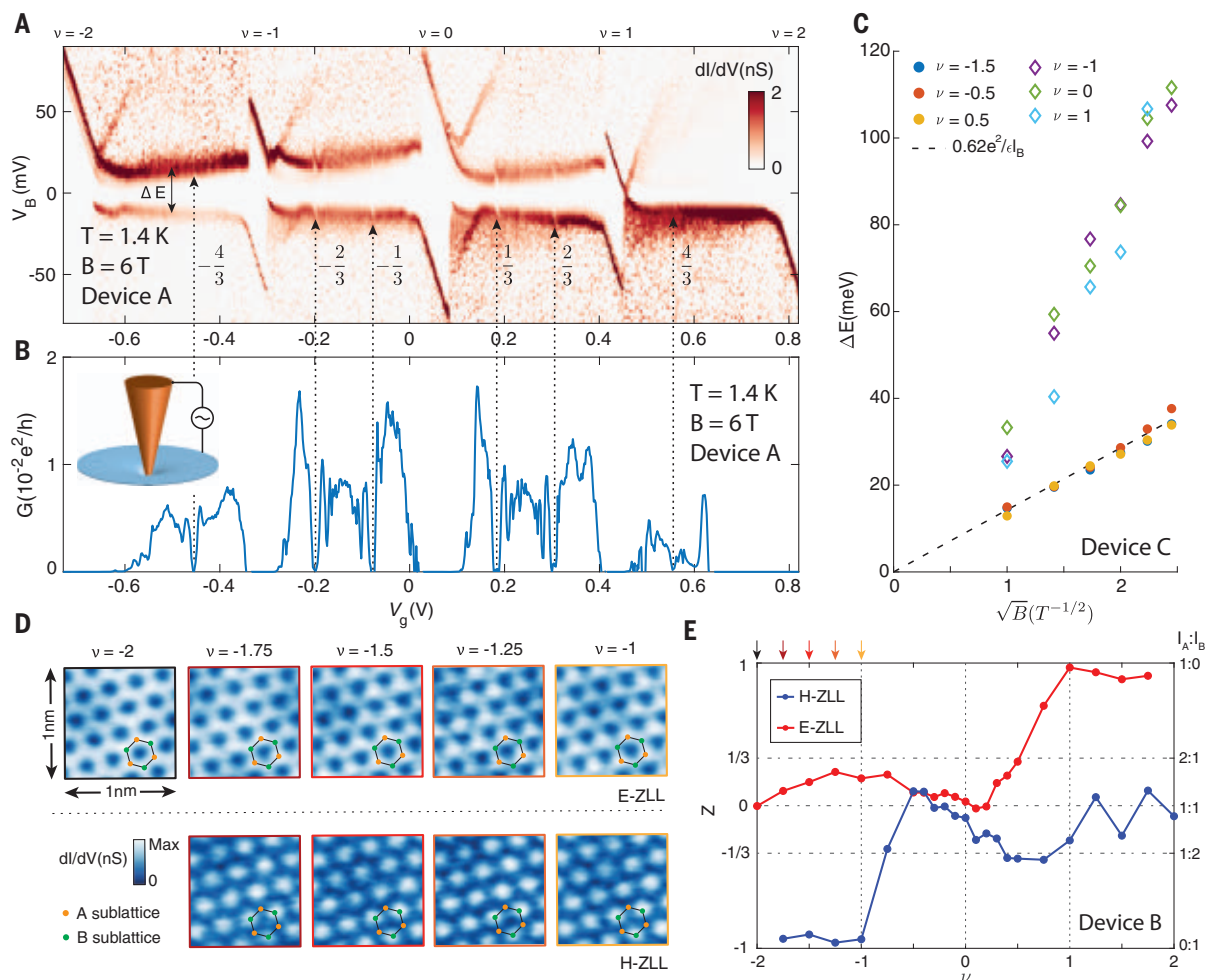 A
ν = -2 ν = -1 ν = 0 ν = 1 ν = 2
V_B(mV)
50
0
-50
dI/dV(nS)
2
0
ΔE
T = 1.4 K
B = 6 T
Device A
-4/3 -2/3 -1/3 1/3 2/3 4/3
-0.6 -0.4 -0.2 0 0.2 0.4 0.6 0.8
B
G(10^-2 e^2/h)
2
1
0
T = 1.4 K
B = 6 T
Device A
-0.6 -0.4 -0.2 0 0.2 0.4 0.6 0.8
V_g(V)
C
ΔE(meV)
120
100
80
60
40
20
0
ν = -1.5 ν = -1
ν = -0.5 ν = 0
ν = 0.5 ν = 1
0.62e^2/ϵl_B
Device C
0 1 2
√B(T^-1/2)
D
ν = -2 ν = -1.75 ν = -1.5 ν = -1.25 ν = -1
1nm
1nm
E-ZLL
dI/dV(nS)
Max
0
A sublattice
B sublattice
H-ZLL
E
I_A:I_B
H-ZLL
E-ZLL
Z
1
1/3
0
-1/3
-1
1:0
2:1
1:1
1:2
0:1
Device B
-2 -1 0 1 2
ν